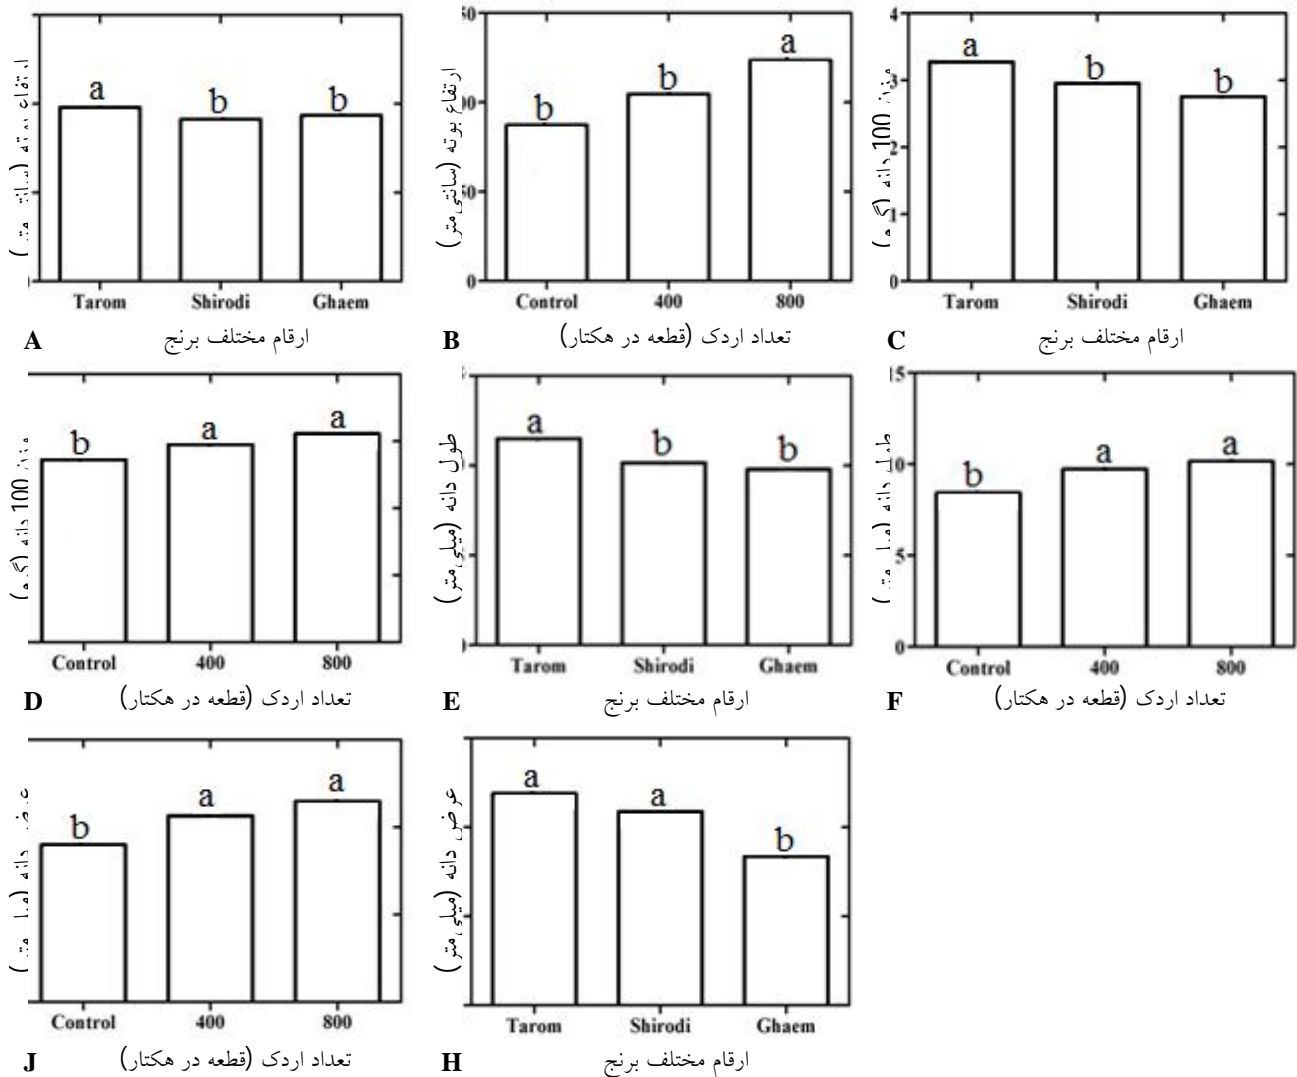 a
b
b
Tarom
Shirodi
Ghaem
A
ارقام مختلف برنج
ارتفاع بوته (سانتی‌متر)
0
b
b
a
Control
400
800
B
تعداد اردک (قطعه در هکتار)
100 دانه
4
3
2
1
0
a
b
b
Tarom
Shirodi
Ghaem
C
ارقام مختلف برنج
100 دانه
b
a
a
Control
400
800
D
تعداد اردک (قطعه در هکتار)
طول دانه (میلی‌متر)
a
b
b
Tarom
Shirodi
Ghaem
E
ارقام مختلف برنج
15
10
5
0
b
a
a
Control
400
800
F
تعداد اردک (قطعه در هکتار)
b
a
a
Control
400
800
J
تعداد اردک (قطعه در هکتار)
عرض دانه (میلی‌متر)
a
a
b
Tarom
Shirodi
Ghaem
H
ارقام مختلف برنج